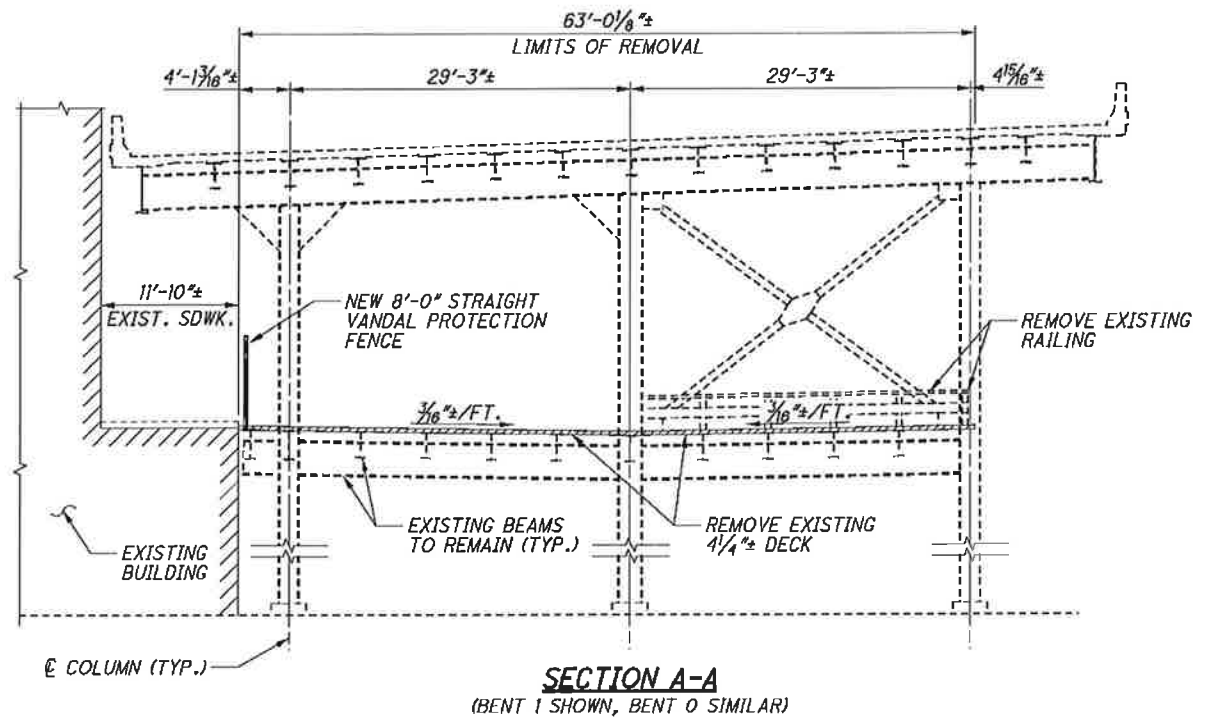 63'-0⅛"±
LIMITS OF REMOVAL
4'-1³⁄₁₆"±
29'-3"±
29'-3"±
4¹⁵⁄₁₆"±
11'-10"±
EXIST. SDWK.
NEW 8'-0" STRAIGHT
VANDAL PROTECTION
FENCE
REMOVE EXISTING
RAILING
³⁄₁₆"±/FT.
³⁄₁₆"±/FT.
EXISTING BEAMS
TO REMAIN (TYP.)
REMOVE EXISTING
4¼"± DECK
EXISTING
BUILDING
℄ COLUMN (TYP.)
SECTION A-A
(BENT 1 SHOWN, BENT 0 SIMILAR)